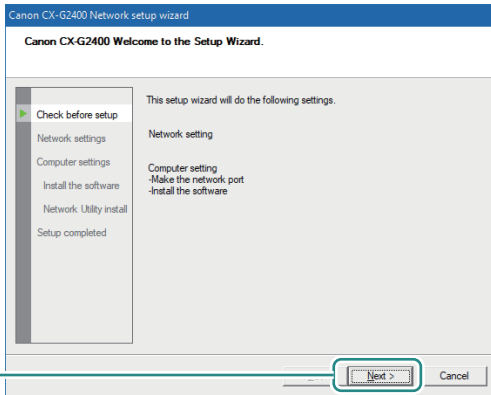 Canon CX-G2400 Network setup wizard
Canon CX-G2400 Welcome to the Setup Wizard.
Check before setup
Network settings
Computer settings
Install the software
Network Utility install
Setup completed
This setup wizard will do the following settings.
Network setting
Computer setting
-Make the network port
-Install the software
Next >
Cancel